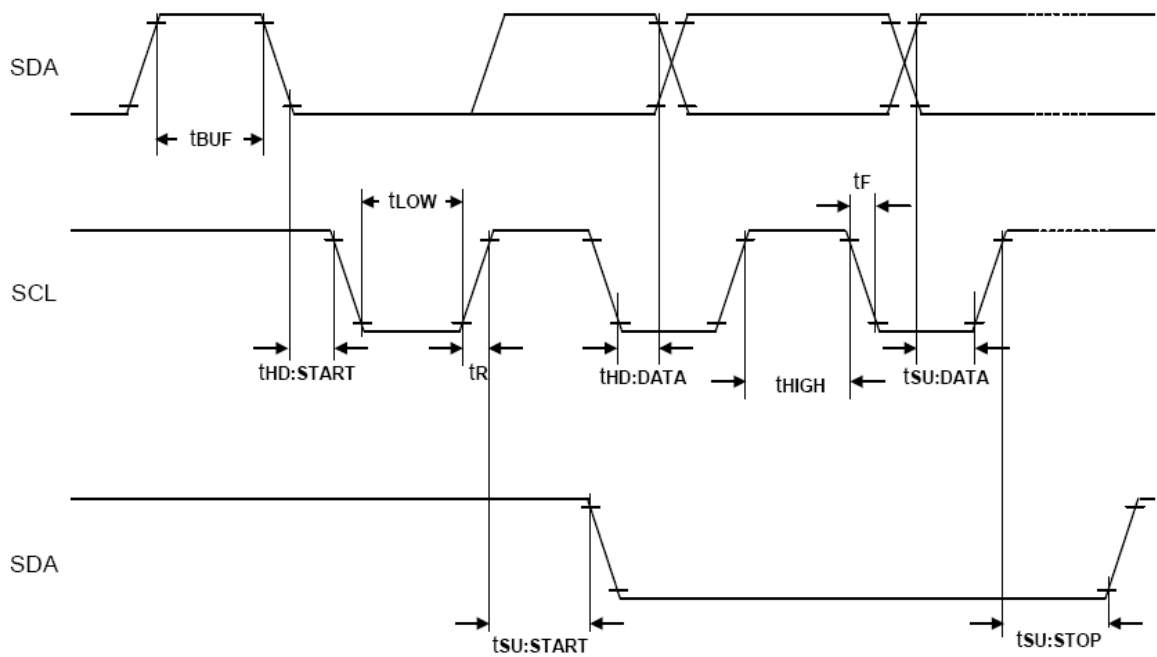 SDA
tBUF
tLOW
tF
SCL
tHD:START
tR
tHD:DATA
tHIGH
tSU:DATA
SDA
tSU:START
tSU:STOP